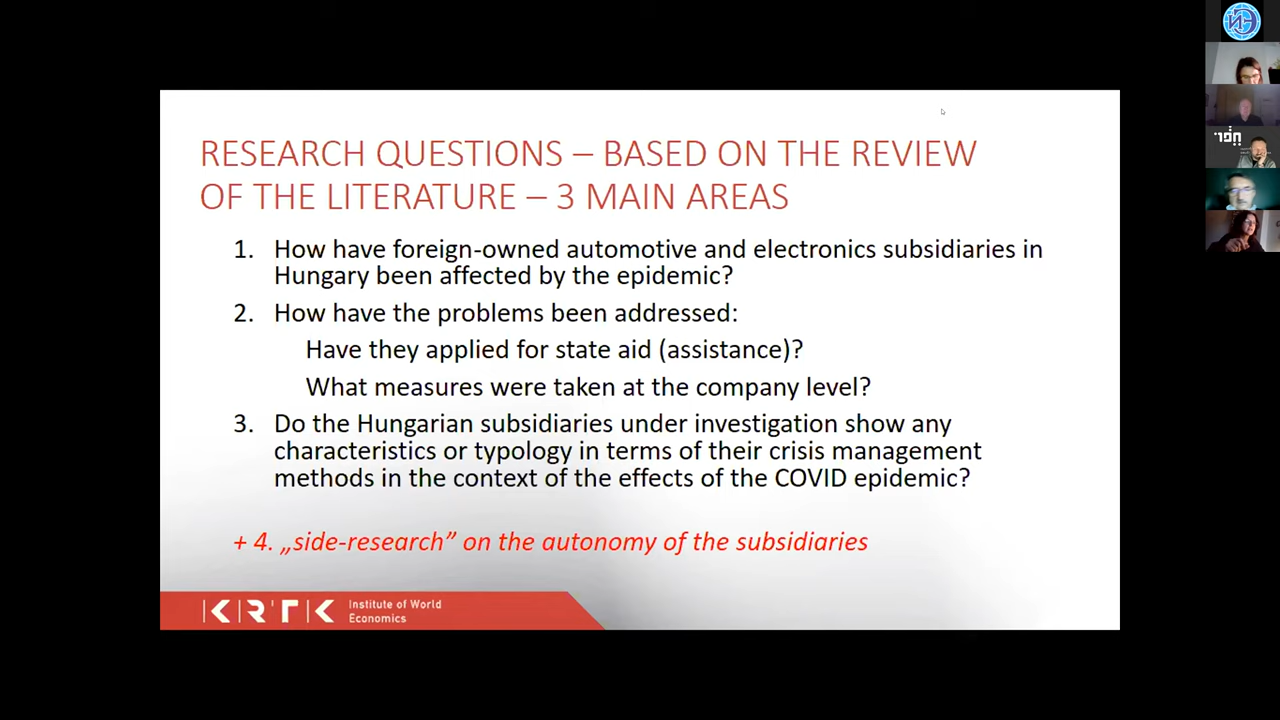 RESEARCH QUESTIONS – BASED ON THE REVIEW
OF THE LITERATURE – 3 MAIN AREAS
1. How have foreign-owned automotive and electronics subsidiaries in
Hungary been affected by the epidemic?
2. How have the problems been addressed:
Have they applied for state aid (assistance)?
What measures were taken at the company level?
3. Do the Hungarian subsidiaries under investigation show any
characteristics or typology in terms of their crisis management
methods in the context of the effects of the COVID epidemic?
+ 4. „side-research” on the autonomy of the subsidiaries
KRTK
Institute of World
Economics